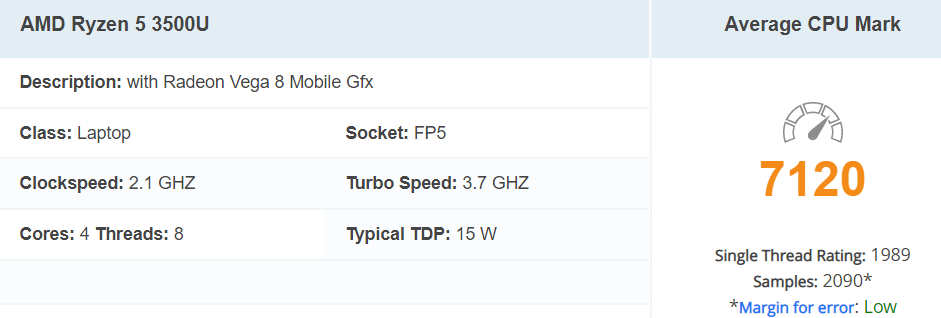 AMD Ryzen 5 3500U
Average CPU Mark
Description: with Radeon Vega 8 Mobile Gfx
Class: Laptop
Socket: FP5
Clockspeed: 2.1 GHZ
Turbo Speed: 3.7 GHZ
Cores: 4 Threads: 8
Typical TDP: 15 W
7120
Single Thread Rating: 1989
Samples: 2090*
*Margin for error: Low